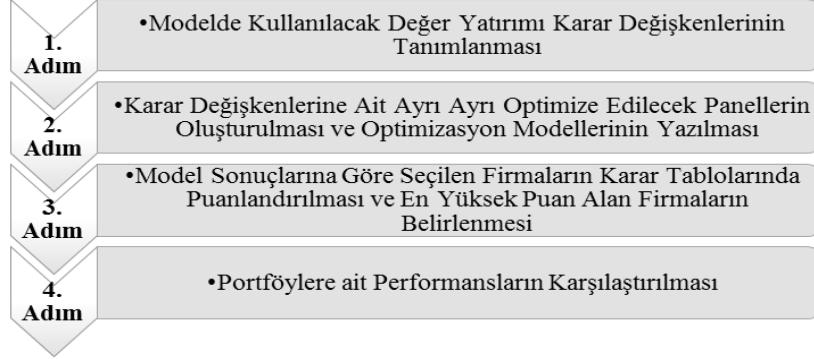 1.
Adım
•Modelde Kullanılacak Değer Yatırımı Karar Değişkenlerinin
Tanımlanması
2.
Adım
•Karar Değişkenlerine Ait Ayrı Ayrı Optimize Edilecek Panellerin
Oluşturulması ve Optimizasyon Modellerinin Yazılması
3.
Adım
•Model Sonuçlarına Göre Seçilen Firmaların Karar Tablolarında
Puanlandırılması ve En Yüksek Puan Alan Firmaların
Belirlenmesi
4.
Adım
•Portföylere ait Performansların Karşılaştırılması